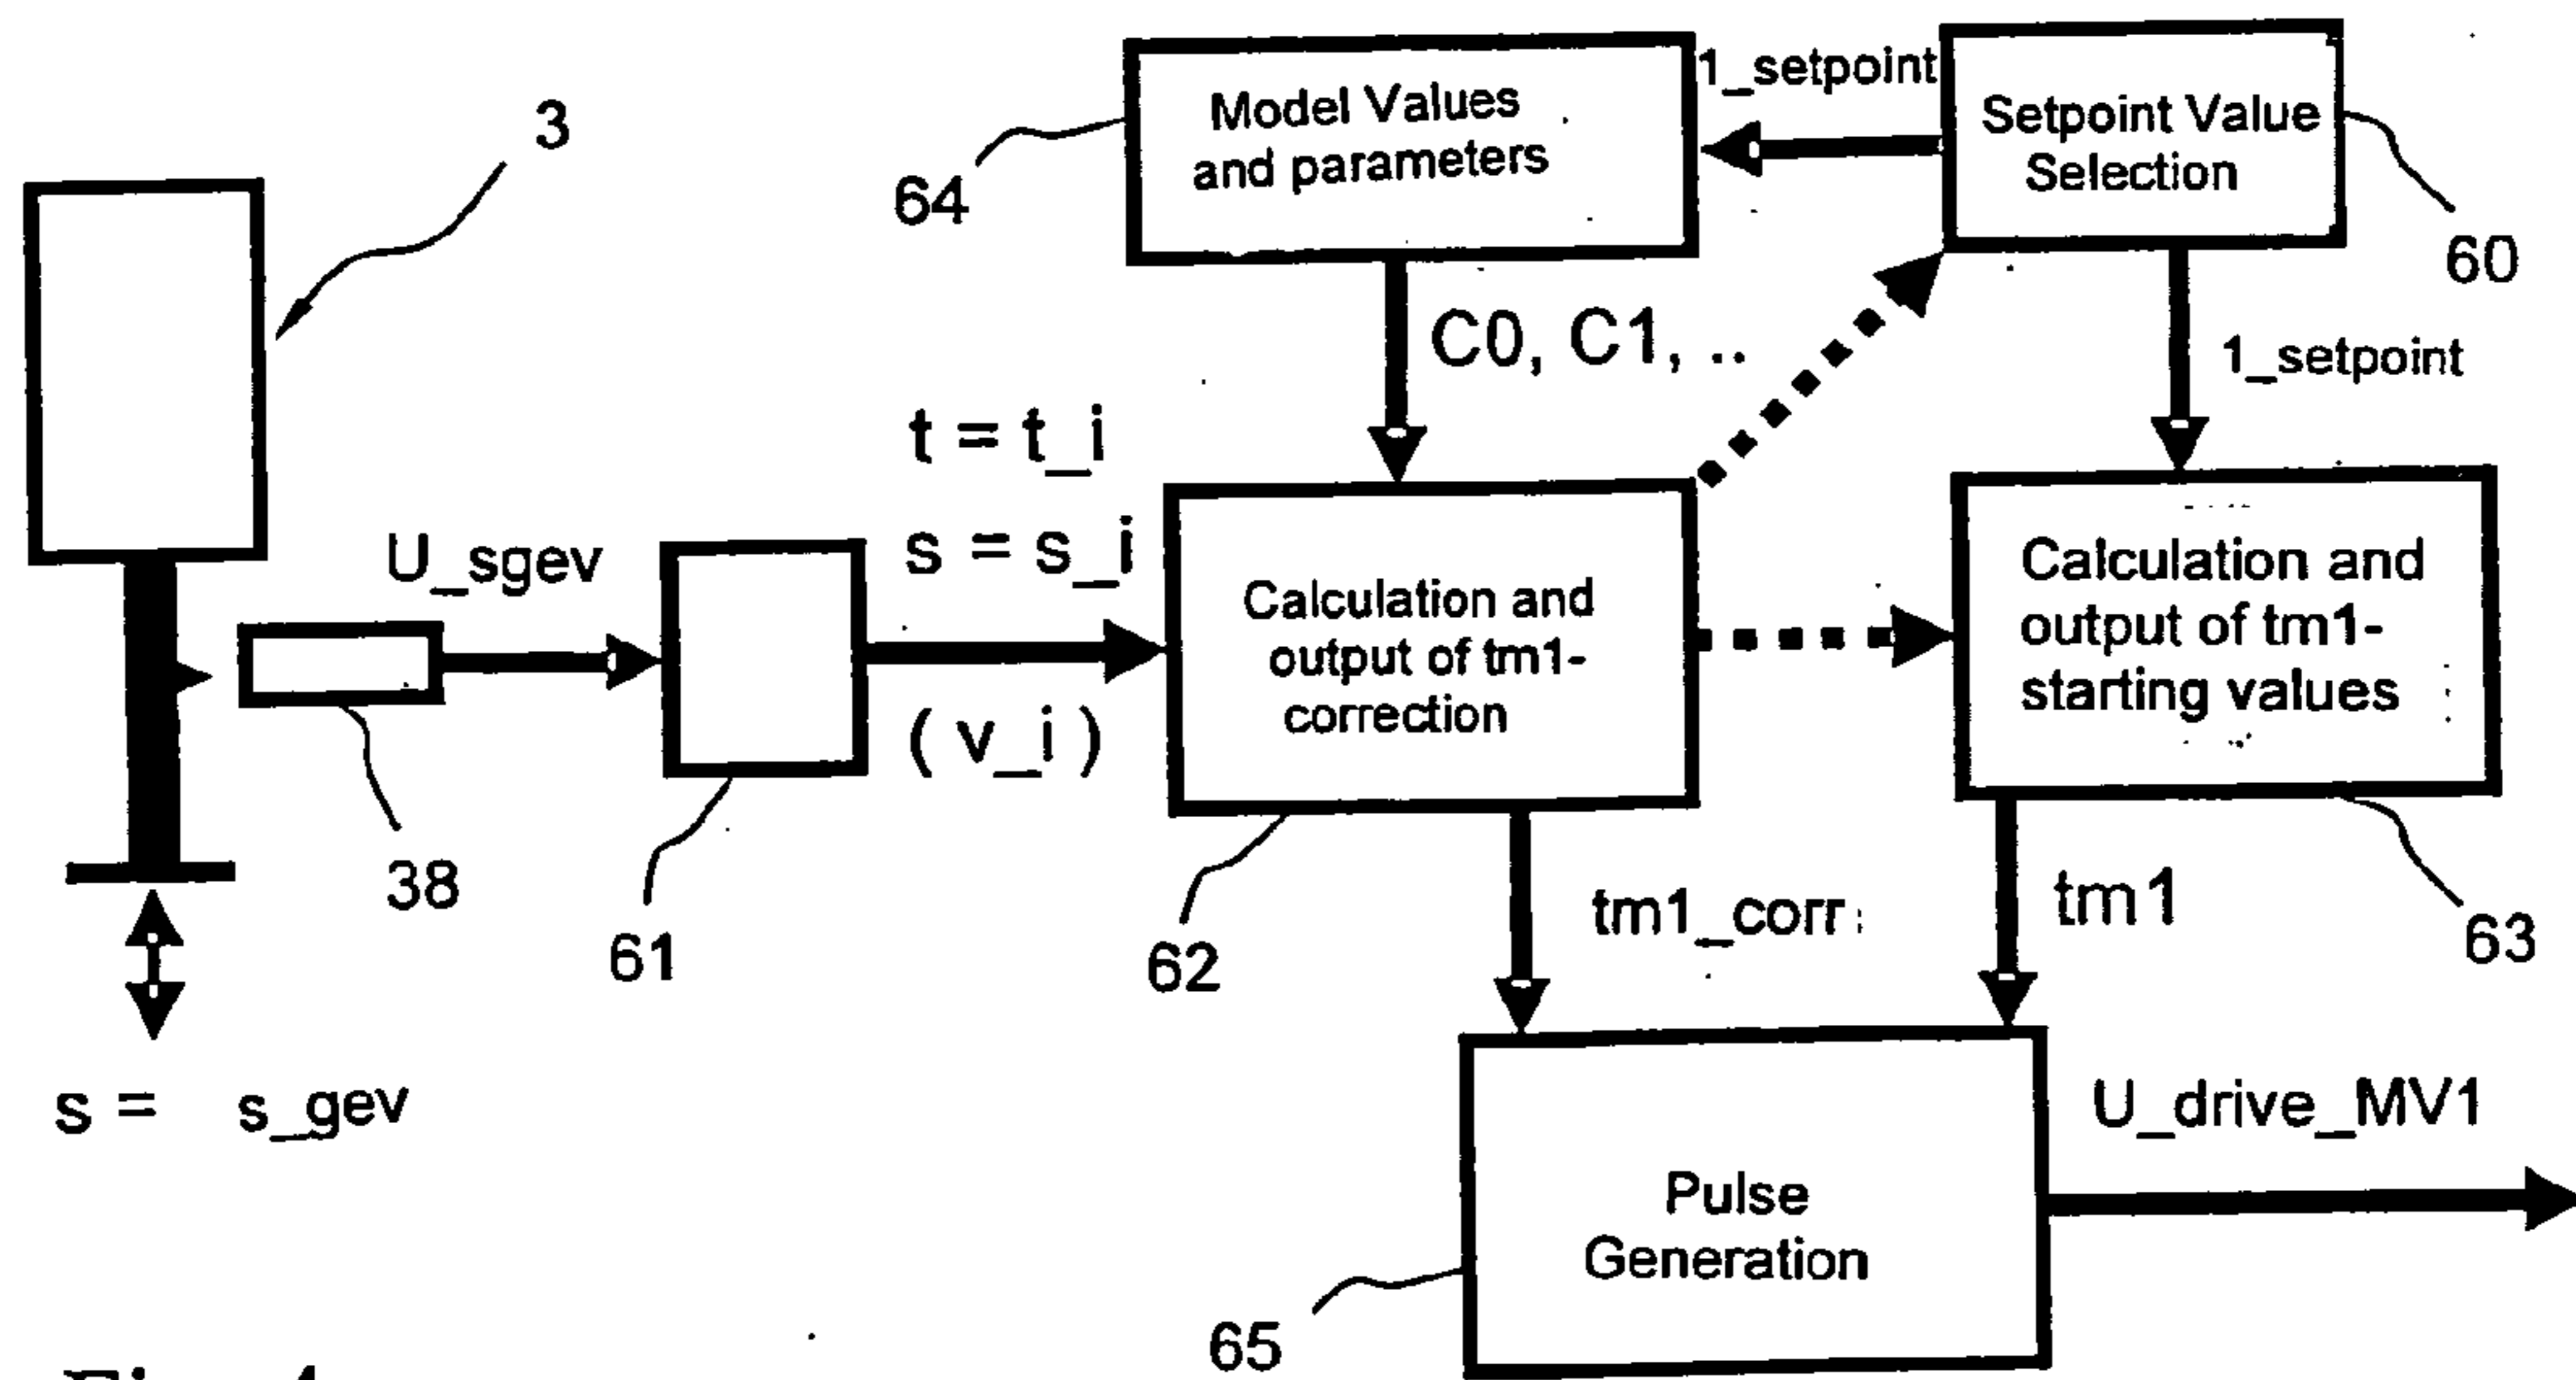 3
Model Values
and parameters
64
1_setpoint
Setpoint Value
Selection
60
C0, C1, ..
1_setpoint
t = t_i
s = s_i
( v_i )
U_sgev
38
61
Calculation and
output of tm1-
correction
62
Calculation and
output of tm1-
starting values
63
tm1_corr
tm1
s = s_gev
Pulse
Generation
65
U_drive_MV1